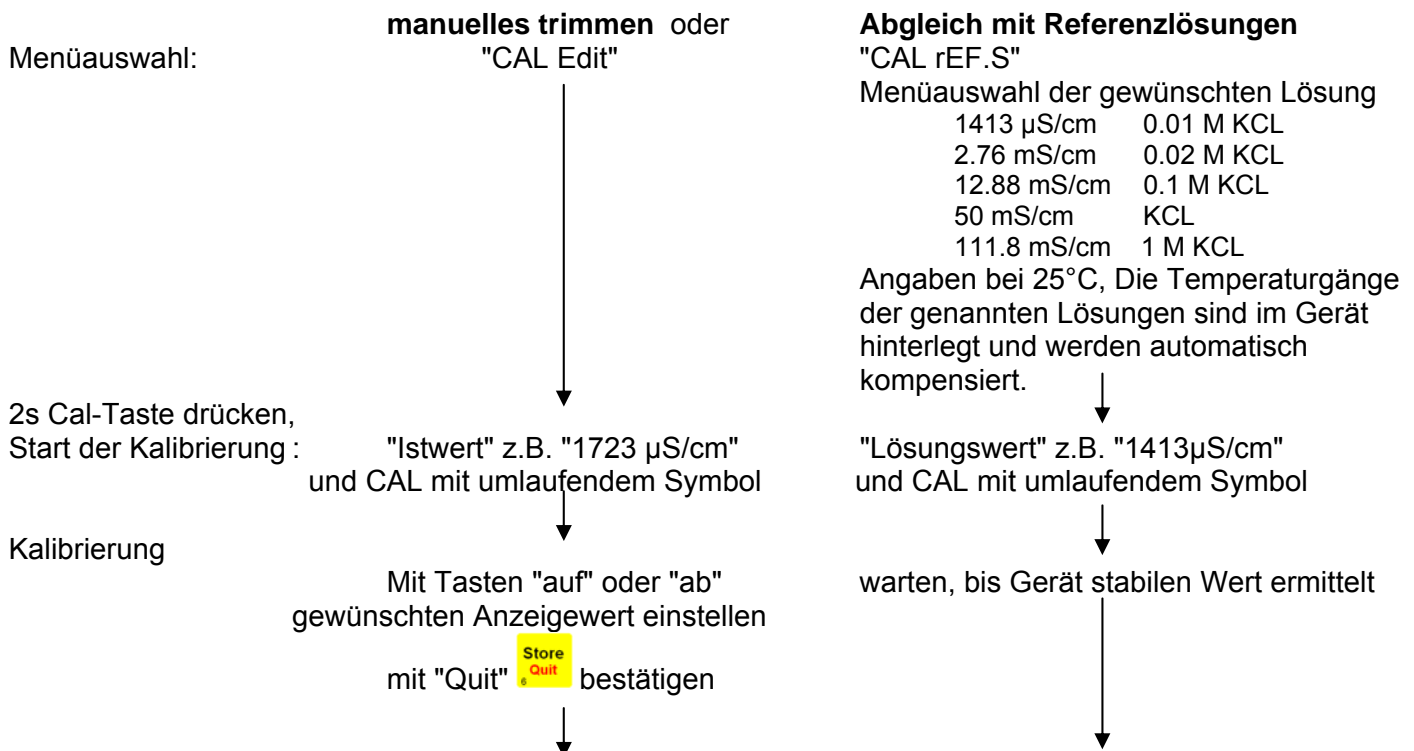 manuelles trimmen oder Abgleich mit Referenzlösungen
Menüauswahl: "CAL Edit" "CAL rEF.S"
Menüauswahl der gewünschten Lösung
1413 µS/cm 0.01 M KCL
2.76 mS/cm 0.02 M KCL
12.88 mS/cm 0.1 M KCL
50 mS/cm KCL
111.8 mS/cm 1 M KCL
Angaben bei 25°C, Die Temperaturgänge
der genannten Lösungen sind im Gerät
hinterlegt und werden automatisch
kompensiert.
2s Cal-Taste drücken,
Start der Kalibrierung : "Istwert" z.B. "1723 µS/cm" "Lösungswert" z.B. "1413µS/cm"
und CAL mit umlaufendem Symbol und CAL mit umlaufendem Symbol
Kalibrierung
Mit Tasten "auf" oder "ab" warten, bis Gerät stabilen Wert ermittelt
gewünschten Anzeigewert einstellen
Store
mit "Quit" Quit bestätigen
6